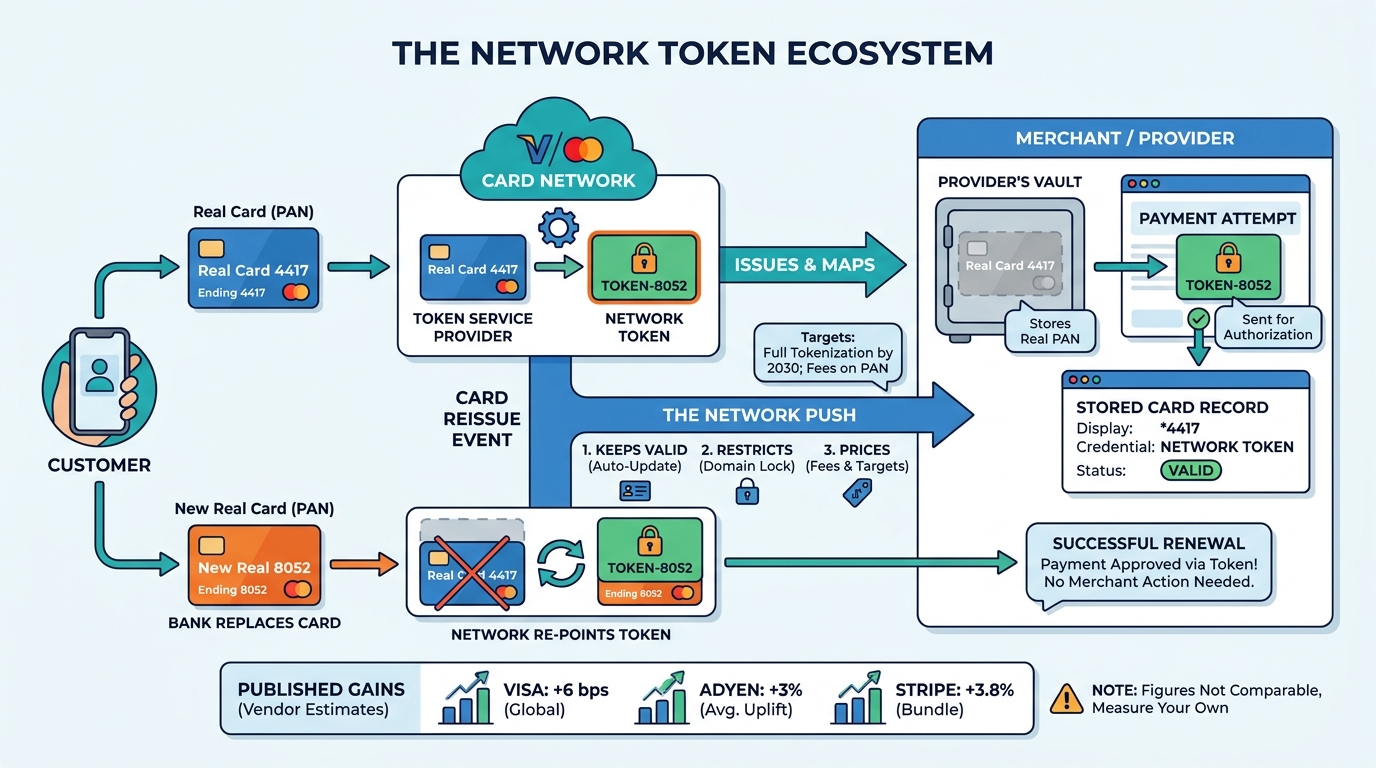 THE NETWORK TOKEN ECOSYSTEM
CARD NETWORK
Real Card (PAN)
Real Card 4417
Ending 4417
Real Card 4417
TOKEN SERVICE
PROVIDER
TOKEN-8052
NETWORK
TOKEN
ISSUES & MAPS
MERCHANT / PROVIDER
PROVIDER'S VAULT
Real Card 4417
Stores
Real PAN
PAYMENT ATTEMPT
TOKEN-8052
Sent for
Authorization
Targets:
Full Tokenization by
2030; Fees on PAN
CUSTOMER
CARD
REISSUE
EVENT
THE NETWORK PUSH
1. KEEPS VALID
(Auto-Update)
2. RESTRICTS
(Domain Lock)
3. PRICES
(Fees & Targets)
STORED CARD RECORD
Display: *4417
Credential: NETWORK TOKEN
Status: VALID
New Real Card (PAN)
New Real 8052
Ending 8052
BANK REPLACES CARD
Real Card 4417
TOKEN-8052
Ending 8052
NETWORK RE-POINTS TOKEN
SUCCESSFUL RENEWAL
Payment Approved via Token!
No Merchant Action Needed.
PUBLISHED GAINS
(Vendor Estimates)
VISA: +6 bps
(Global)
ADYEN: +3%
(Avg. Uplift)
STRIPE: +3.8%
(Bundle)
NOTE: Figures Not Comparable,
Measure Your Own